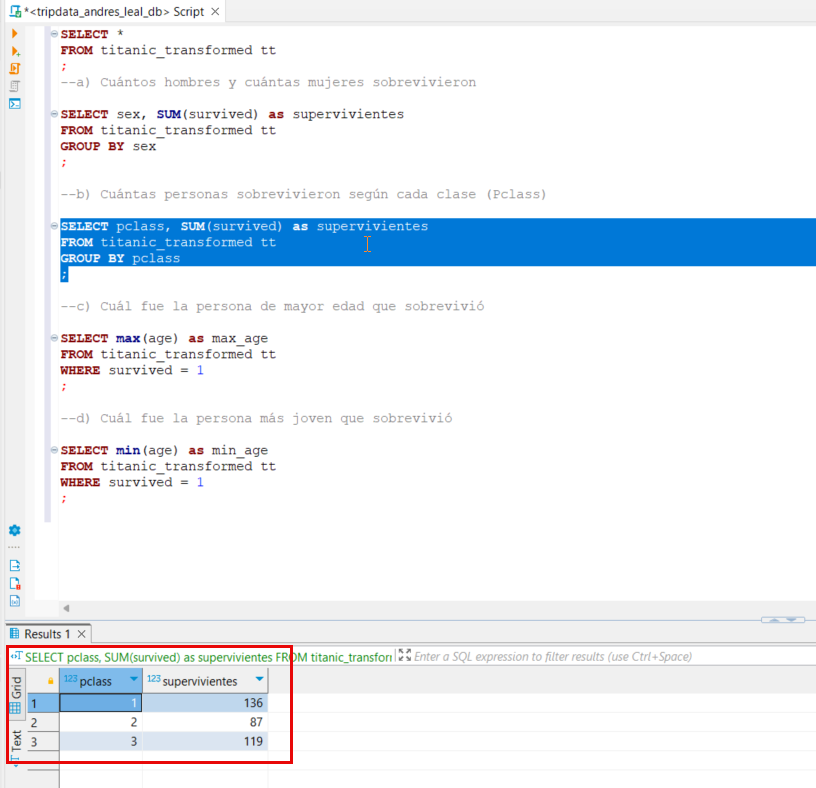 *<tripdata_andres_leal_db> Script
SELECT *
FROM titanic_transformed tt
;
--a) Cuántos hombres y cuántas mujeres sobrevivieron
SELECT sex, SUM(survived) as supervivientes
FROM titanic_transformed tt
GROUP BY sex
;
--b) Cuántas personas sobrevivieron según cada clase (Pclass)
SELECT pclass, SUM(survived) as supervivientes
FROM titanic_transformed tt
GROUP BY pclass
;
--c) Cuál fue la persona de mayor edad que sobrevivió
SELECT max(age) as max_age
FROM titanic_transformed tt
WHERE survived = 1
;
--d) Cuál fue la persona más joven que sobrevivió
SELECT min(age) as min_age
FROM titanic_transformed tt
WHERE survived = 1
;
Results 1
SELECT pclass, SUM(survived) as supervivientes FROM titanic_transform Enter a SQL expression to filter results (use Ctrl+Space)
Grid
Text
123 pclass 123 supervivientes
1 1 136
2 2 87
3 3 119